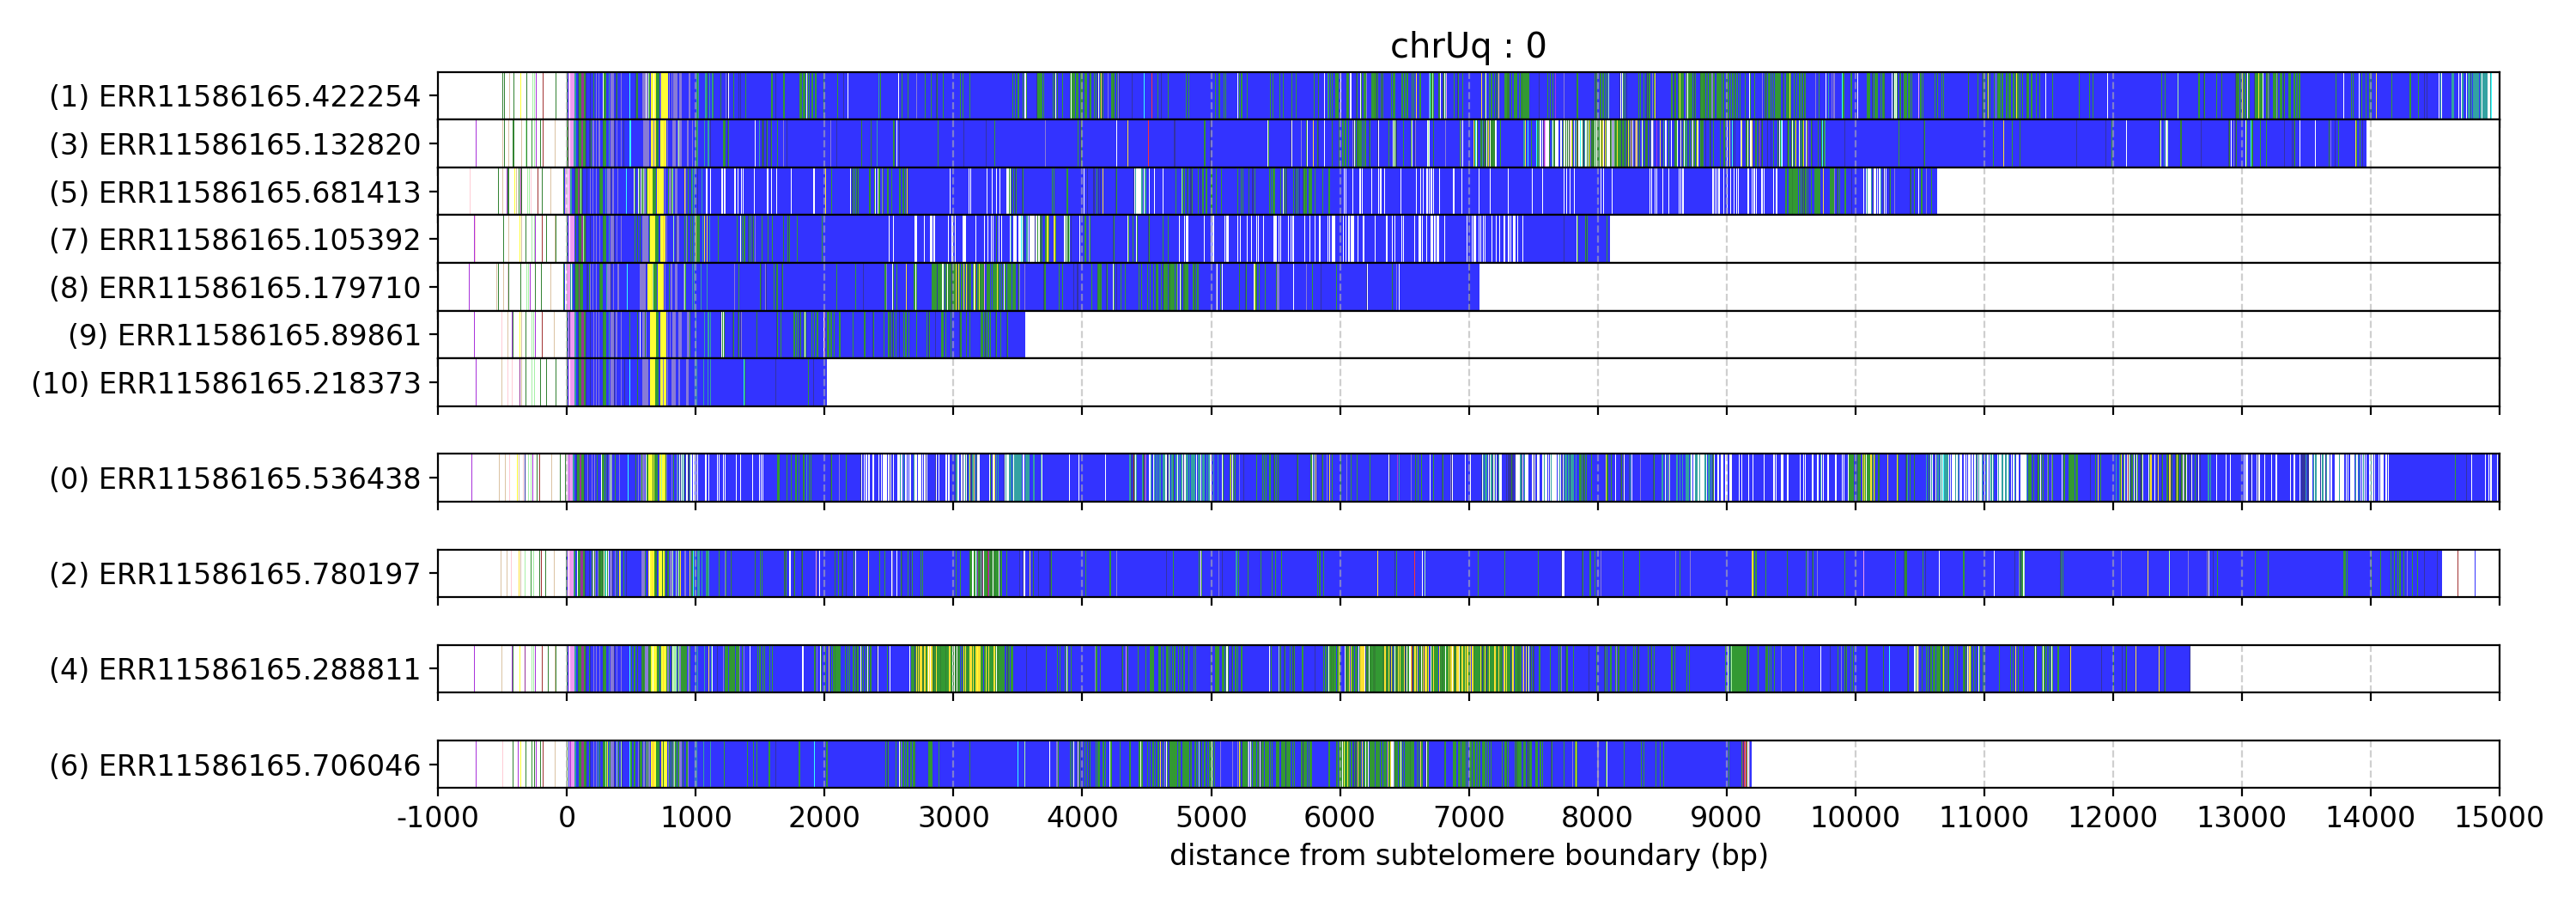 chrUq : 0
(1) ERR11586165.422254
(3) ERR11586165.132820
(5) ERR11586165.681413
(7) ERR11586165.105392
(8) ERR11586165.179710
(9) ERR11586165.89861
(10) ERR11586165.218373
(0) ERR11586165.536438
(2) ERR11586165.780197
(4) ERR11586165.288811
(6) ERR11586165.706046
-1000 0 1000 2000 3000 4000 5000 6000 7000 8000 9000 10000 11000 12000 13000 14000 15000
distance from subtelomere boundary (bp)